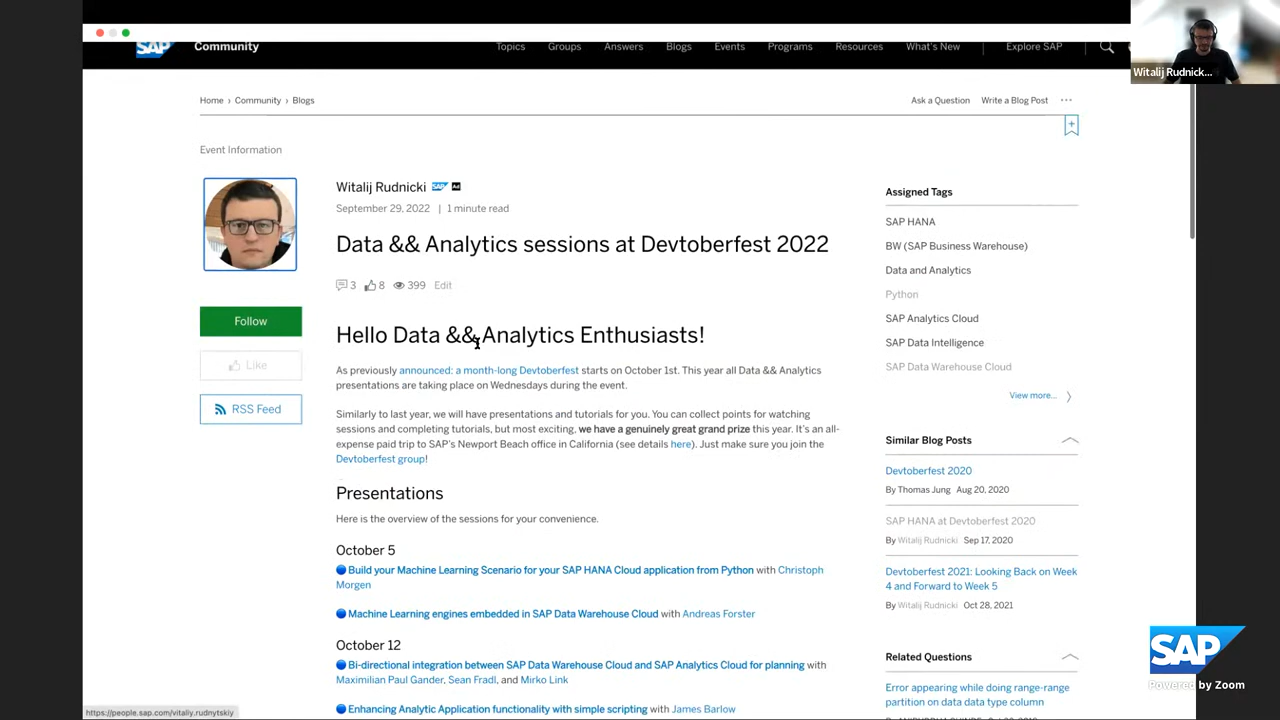 SAP
Community
Topics
Groups
Answers
Blogs
Events
Programs
Resources
What's New
Explore SAP
Witalij Rudnick...
Home › Community › Blogs
Ask a Question
Write a Blog Post
Event Information
Witalij Rudnicki SAP
September 29, 2022 | 1 minute read
Data && Analytics sessions at Devtoberfest 2022
3 8 399 Edit
Follow
Like
RSS Feed
Hello Data && Analytics Enthusiasts!
As previously announced: a month-long Devtoberfest starts on October 1st. This year all Data && Analytics
presentations are taking place on Wednesdays during the event.
Similarly to last year, we will have presentations and tutorials for you. You can collect points for watching
sessions and completing tutorials, but most exciting, we have a genuinely great grand prize this year. It's an all-
expense paid trip to SAP's Newport Beach office in California (see details here). Just make sure you join the
Devtoberfest group!
Presentations
Here is the overview of the sessions for your convenience.
October 5
Build your Machine Learning Scenario for your SAP HANA Cloud application from Python with Christoph
Morgen
Machine Learning engines embedded in SAP Data Warehouse Cloud with Andreas Forster
October 12
Bi-directional integration between SAP Data Warehouse Cloud and SAP Analytics Cloud for planning with
Maximilian Paul Gander, Sean Fradl, and Mirko Link
Enhancing Analytic Application functionality with simple scripting with James Barlow
Assigned Tags
SAP HANA
BW (SAP Business Warehouse)
Data and Analytics
Python
SAP Analytics Cloud
SAP Data Intelligence
SAP Data Warehouse Cloud
View more...
Similar Blog Posts
Devtoberfest 2020
By Thomas Jung Aug 20, 2020
SAP HANA at Devtoberfest 2020
By Witalij Rudnicki Sep 17, 2020
Devtoberfest 2021: Looking Back on Week
4 and Forward to Week 5
By Witalij Rudnicki Oct 28, 2021
Related Questions
Error appearing while doing range-range
partition on data data type column
https://people.sap.com/vitaliy.rudnytskiy
SAP
Powered by Zoom